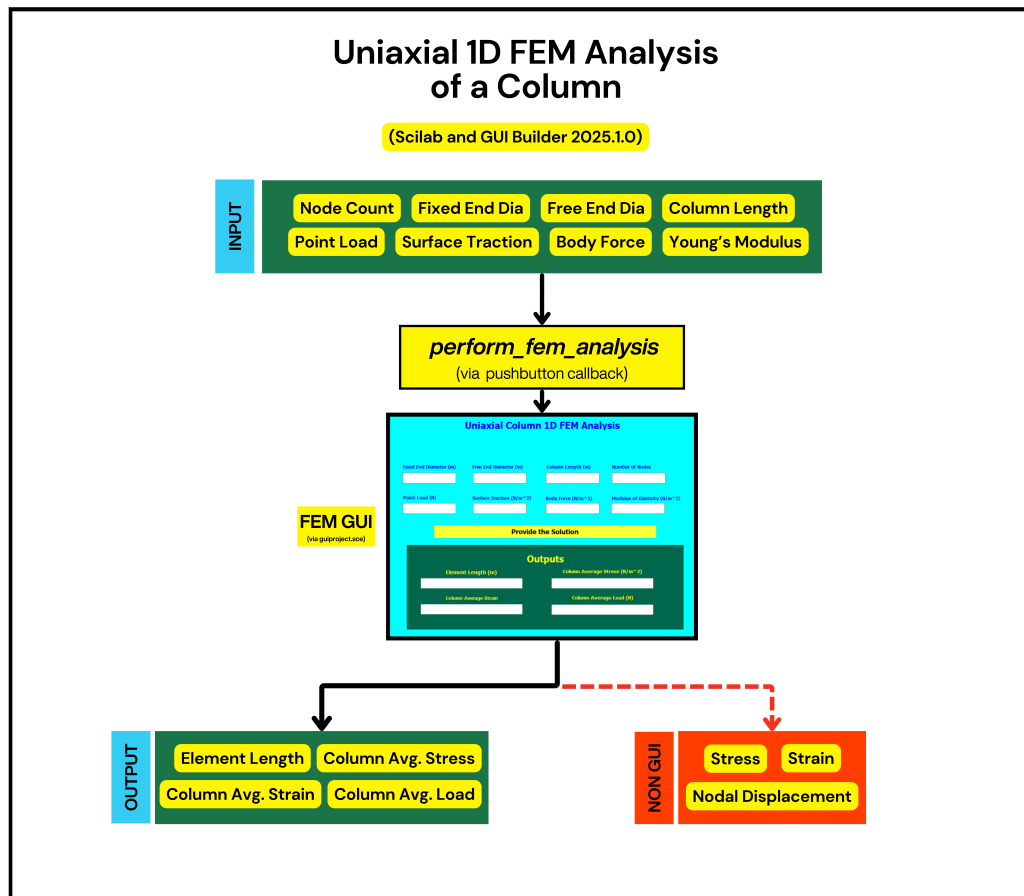 Uniaxial 1D FEM Analysis
of a Column
(Scilab and GUI Builder 2025.1.0)
INPUT
Node Count Fixed End Dia Free End Dia Column Length
Point Load Surface Traction Body Force Young's Modulus
perform_fem_analysis
(via pushbutton callback)
Uniaxial Column 1D FEM Analysis
Fixed End Diameter (m) Free End Diameter (m) Column Length (m) Number of Nodes
Point Load (N) Surface Traction (N/m^2) Body Force (N/m^3) Modulus of Elasticity (N/m^2)
FEM GUI
(via guiproject.sce)
Provide the Solution
Outputs
Element Length (m) Column Average Stress (N/m^2)
Column Average Strain Column Average Load (N)
OUTPUT
Element Length Column Avg. Stress
Column Avg. Strain Column Avg. Load
NON GUI
Stress Strain
Nodal Displacement